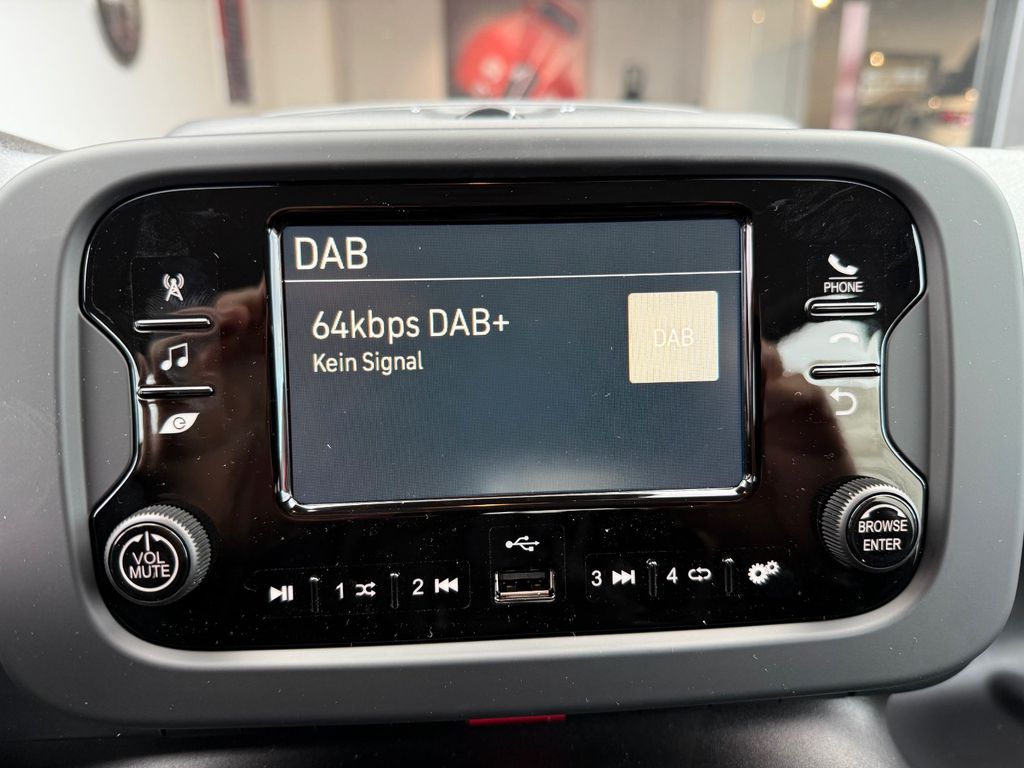 DAB
64kbps DAB+
Kein Signal
DAB
PHONE
VOL
MUTE
BROWSE
ENTER
1
2
3
4